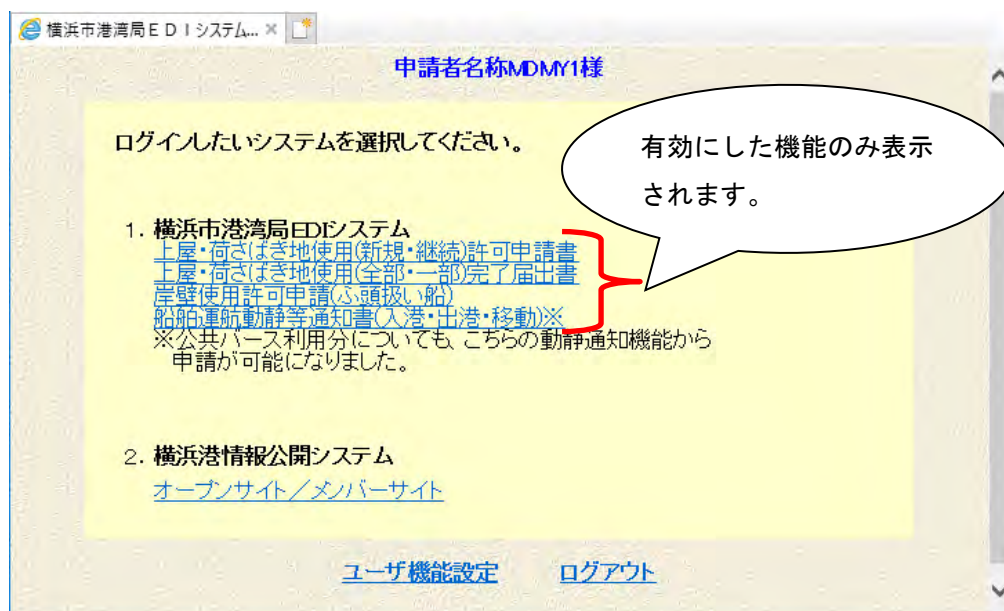 横浜市港湾局ＥＤＩシステム...
申請者名称MDMY1様
ログインしたいシステムを選択してください。
有効にした機能のみ表示
されます。
1. 横浜市港湾局EDIシステム
上屋・荷さばき地使用(新規・継続)許可申請書
上屋・荷さばき地使用(全部・一部)完了届出書
岸壁使用許可申請(ふ頭扱い船)
船舶運航動静等通知書(入港・出港・移動)※
※公共バース利用分についても、こちらの動静通知機能から
申請が可能になりました。
2. 横浜港情報公開システム
オープンサイト／メンバーサイト
ユーザ機能設定 ログアウト